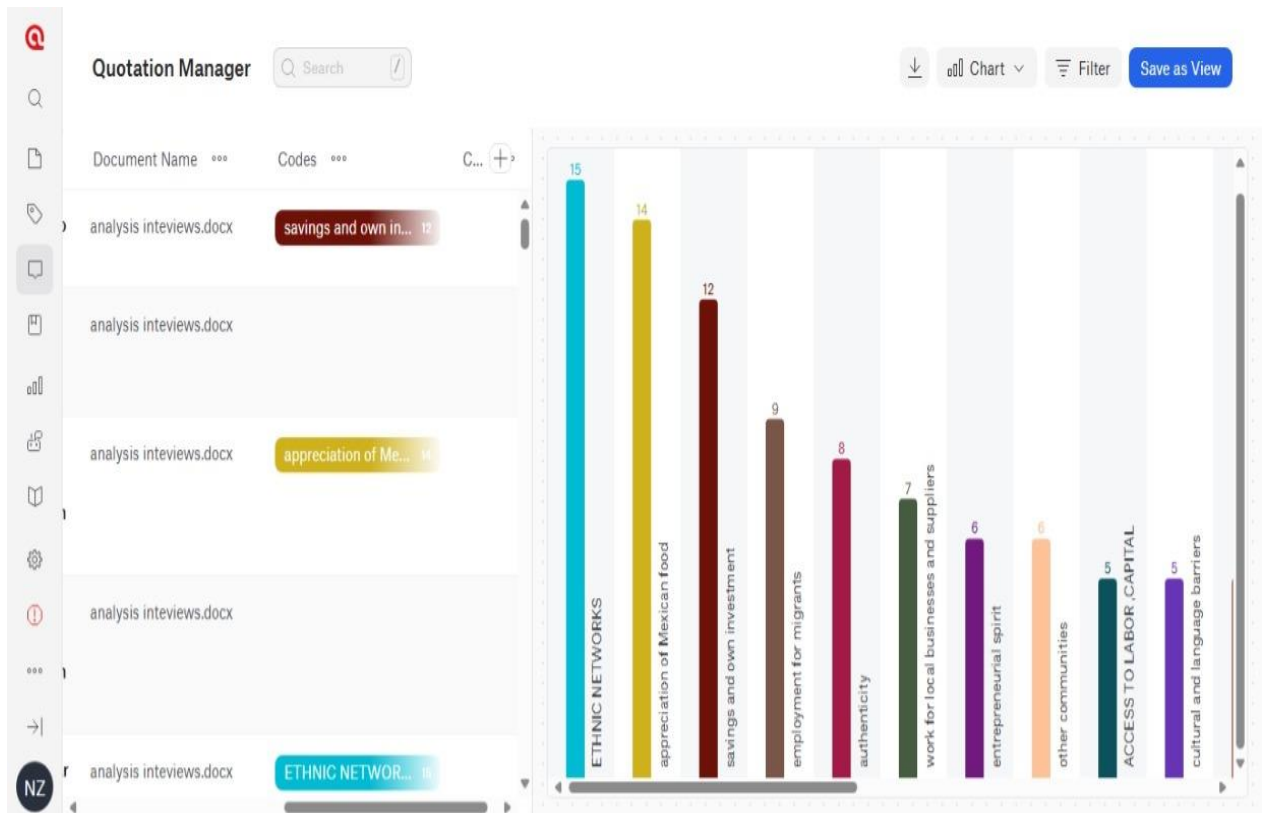 Quotation Manager
Search /
Chart
Filter
Save as View
Document Name
Codes
C...
analysis inteviews.docx
savings and own in... 12
analysis inteviews.docx
analysis inteviews.docx
appreciation of Me... 14
analysis inteviews.docx
analysis inteviews.docx
ETHNIC NETWOR... 15
NZ
15
ETHNIC NETWORKS
14
appreciation of Mexican food
12
savings and own investment
9
employment for migrants
8
authenticity
7
work for local businesses and suppliers
6
entrepreneurial spirit
6
other communities
5
ACCESS TO LABOR ,CAPITAL
5
cultural and language barriers